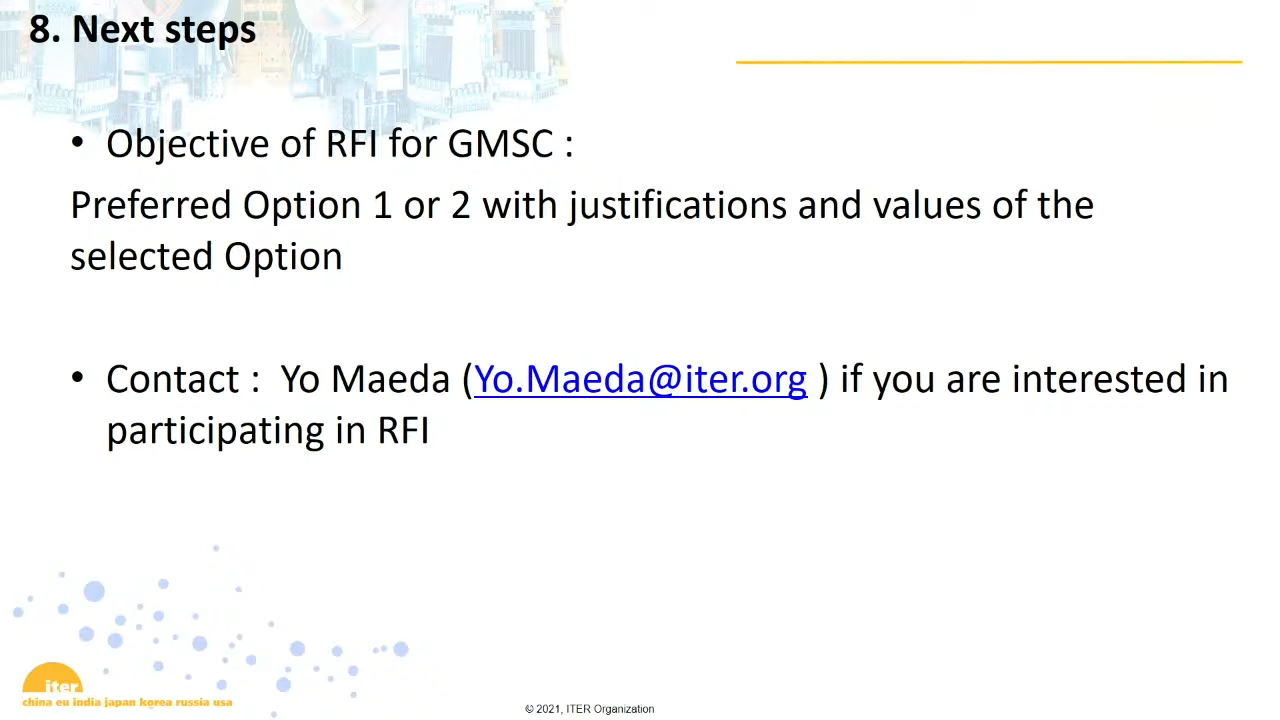 8. Next steps
• Objective of RFI for GMSC :
Preferred Option 1 or 2 with justifications and values of the
selected Option
• Contact : Yo Maeda (Yo.Maeda@iter.org ) if you are interested in
participating in RFI
iter
china eu india japan korea russia usa
© 2021, ITER Organization